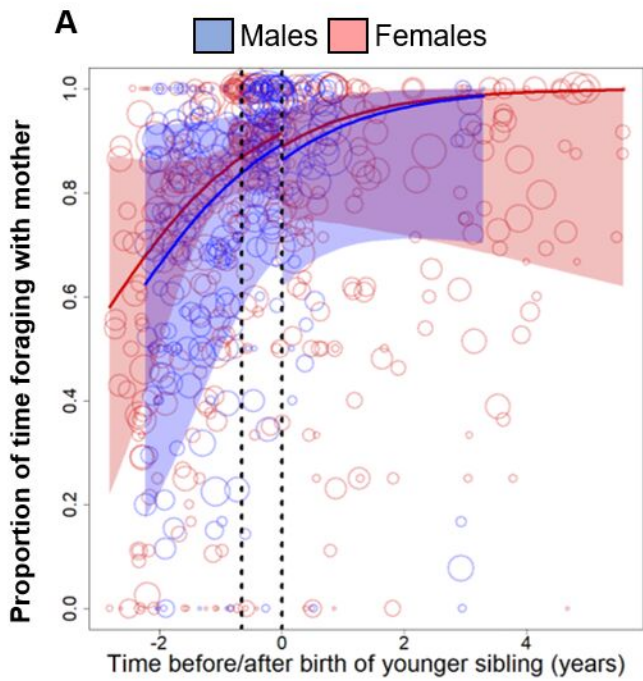 A
Males Females
Proportion of time foraging with mother
1.0
0.8
0.6
0.4
0.2
0.0
-2 0 2 4
Time before/after birth of younger sibling (years)